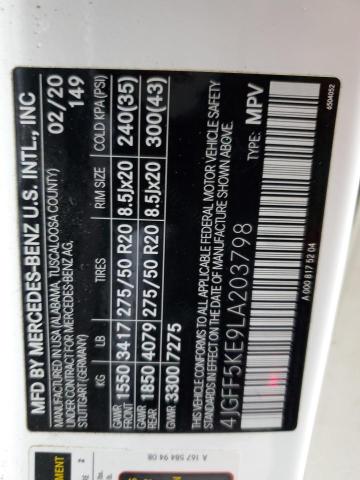 MFD BY MERCEDES-BENZ U.S. INTL., INC
MANUFACTURED IN USA (ALABAMA, TUSCALOOSA COUNTY)
UNDER CONTRACT FOR MERCEDES-BENZ AG,
STUTTGART (GERMANY)
02/20
149
KG LB TIRES RIM SIZE COLD KPA (PSI)
GAWR FRONT 1550 3417 275/50 R20 8.5Jx20 240(35)
GAWR REAR 1850 4079 275/50 R20 8.5Jx20 300(43)
GVWR 3300 7275
THIS VEHICLE CONFORMS TO ALL APPLICABLE FEDERAL MOTOR VEHICLE SAFETY
STANDARDS IN EFFECT ON THE DATE OF MANUFACTURE SHOWN ABOVE.
4JGFF5KE9LA203798
TYPE: MPV
A 000 817 52 04
6504052
A 167 584 94 08